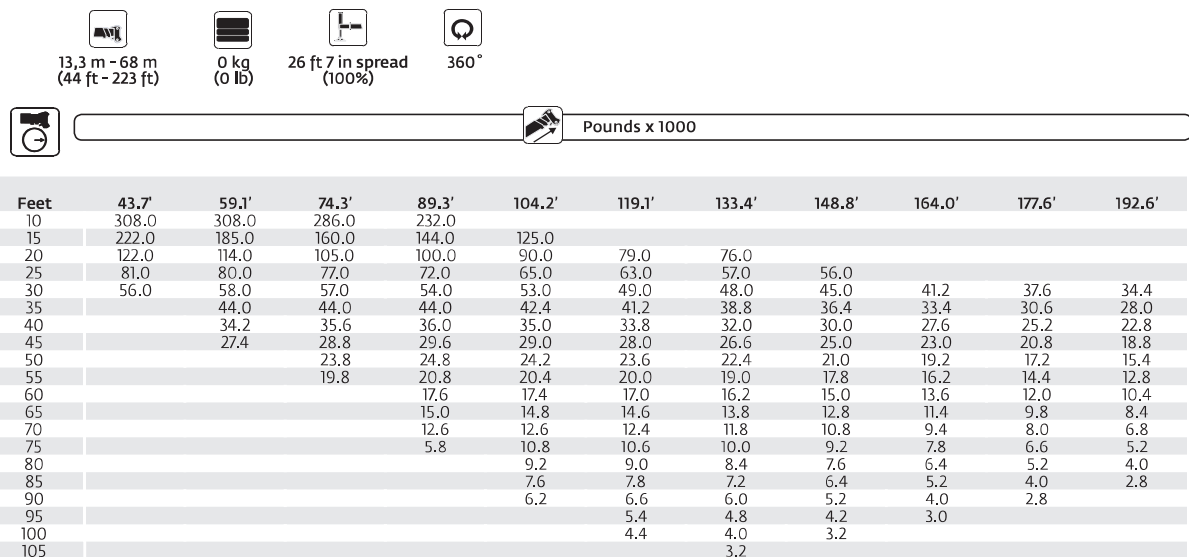 13,3 m - 68 m 0 kg 26 ft 7 in spread 360°
(44 ft - 223 ft) (0 lb) (100%)
Pounds x 1000
Feet 43.7' 59.1' 74.3' 89.3' 104.2' 119.1' 133.4' 148.8' 164.0' 177.6' 192.6'
10 308.0 308.0 286.0 232.0
15 222.0 185.0 160.0 144.0 125.0
20 122.0 114.0 105.0 100.0 90.0 79.0 76.0
25 81.0 80.0 77.0 72.0 65.0 63.0 57.0 56.0
30 56.0 58.0 57.0 54.0 53.0 49.0 48.0 45.0 41.2 37.6 34.4
35 44.0 44.0 44.0 42.4 41.2 38.8 36.4 33.4 30.6 28.0
40 34.2 35.6 36.0 35.0 33.8 32.0 30.0 27.6 25.2 22.8
45 27.4 28.8 29.6 29.0 28.0 26.6 25.0 23.0 20.8 18.8
50 23.8 24.8 24.2 23.6 22.4 21.0 19.2 17.2 15.4
55 19.8 20.8 20.4 20.0 19.0 17.8 16.2 14.4 12.8
60 17.6 17.4 17.0 16.2 15.0 13.6 12.0 10.4
65 15.0 14.8 14.6 13.8 12.8 11.4 9.8 8.4
70 12.6 12.6 12.4 11.8 10.8 9.4 8.0 6.8
75 5.8 10.8 10.6 10.0 9.2 7.8 6.6 5.2
80 9.2 9.0 8.4 7.6 6.4 5.2 4.0
85 7.6 7.8 7.2 6.4 5.2 4.0 2.8
90 6.2 6.6 6.0 5.2 4.0 2.8
95 5.4 4.8 4.2 3.0
100 4.4 4.0 3.2
105 3.2